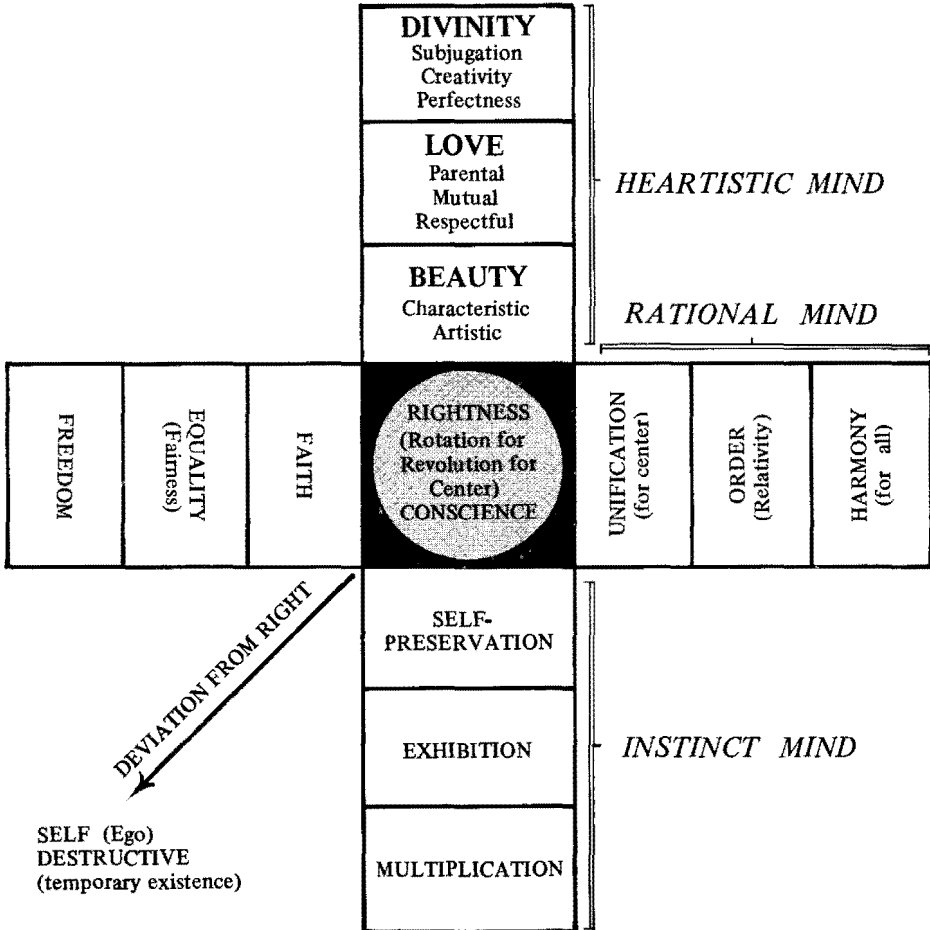 DIVINITY
Subjugation
Creativity
Perfectness
LOVE
Parental
Mutual
Respectful
HEARTISTIC MIND
BEAUTY
Characteristic
Artistic
RATIONAL MIND
FREEDOM
EQUALITY
(Fairness)
FAITH
RIGHTNESS
(Rotation for
Revolution for
Center)
CONSCIENCE
UNIFICATION
(for center)
ORDER
(Relativity)
HARMONY
(for all)
DEVIATION FROM RIGHT
SELF (Ego)
DESTRUCTIVE
(temporary existence)
SELF-
PRESERVATION
EXHIBITION
INSTINCT MIND
MULTIPLICATION